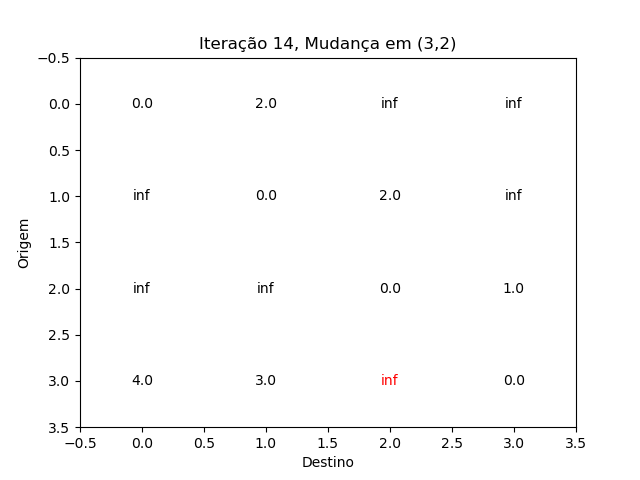 Iteração 14, Mudança em (3,2)
−0.5
0.0 0.0 2.0 inf inf
0.5
1.0 inf 0.0 2.0 inf
1.5
2.0 inf inf 0.0 1.0
2.5
3.0 4.0 3.0 inf 0.0
3.5
−0.5 0.0 0.5 1.0 1.5 2.0 2.5 3.0 3.5
Origem
Destino